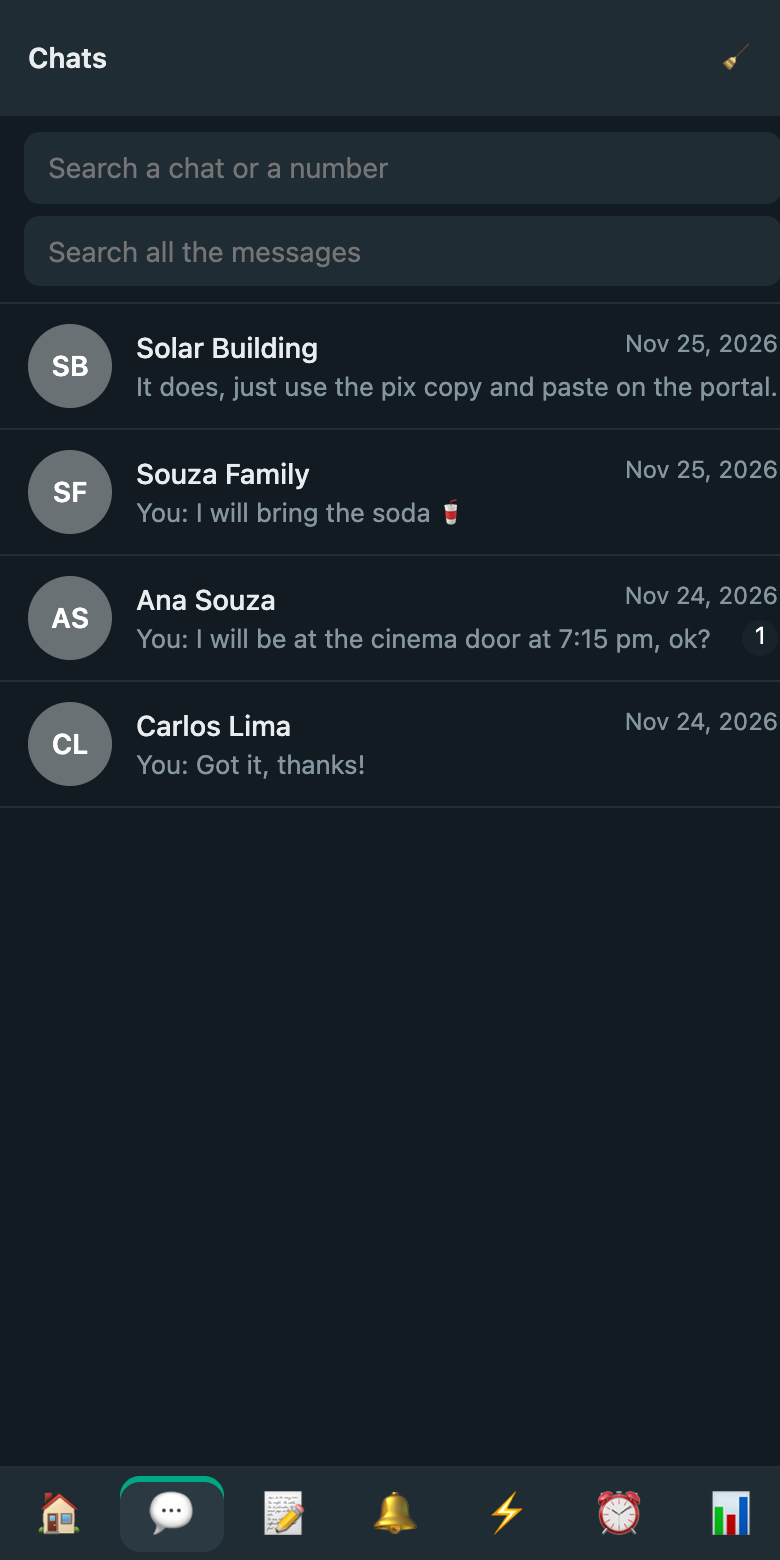 Chats
Search a chat or a number
Search all the messages
SB
Solar Building
Nov 25, 2026
It does, just use the pix copy and paste on the portal.
SF
Souza Family
Nov 25, 2026
You: I will bring the soda 🥤
AS
Ana Souza
Nov 24, 2026
You: I will be at the cinema door at 7:15 pm, ok?
1
CL
Carlos Lima
Nov 24, 2026
You: Got it, thanks!